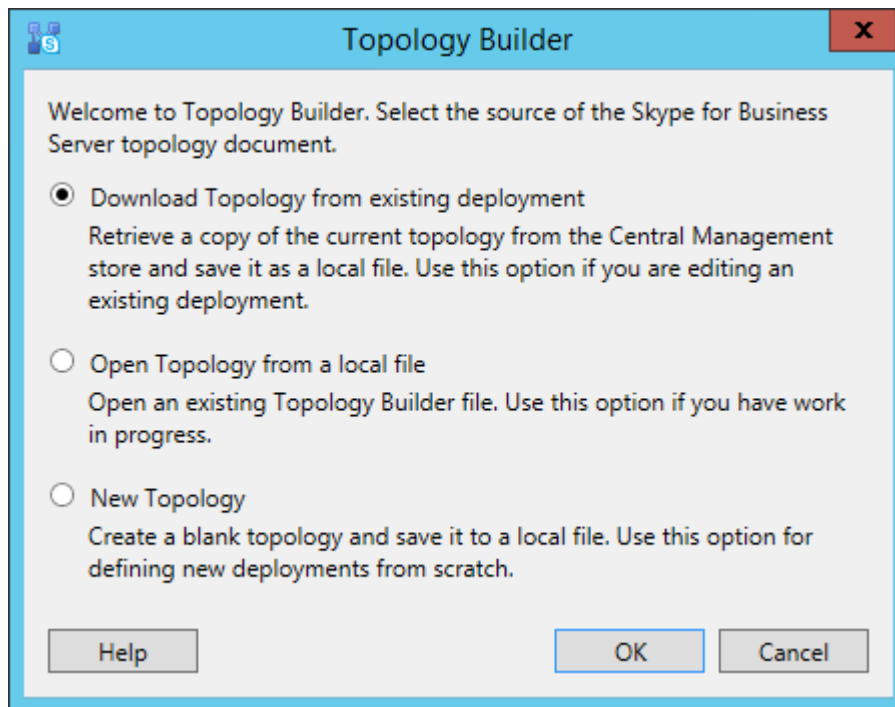 Topology Builder
x
Welcome to Topology Builder. Select the source of the Skype for Business
Server topology document.
Download Topology from existing deployment
Retrieve a copy of the current topology from the Central Management
store and save it as a local file. Use this option if you are editing an
existing deployment.
Open Topology from a local file
Open an existing Topology Builder file. Use this option if you have work
in progress.
New Topology
Create a blank topology and save it to a local file. Use this option for
defining new deployments from scratch.
Help
OK
Cancel